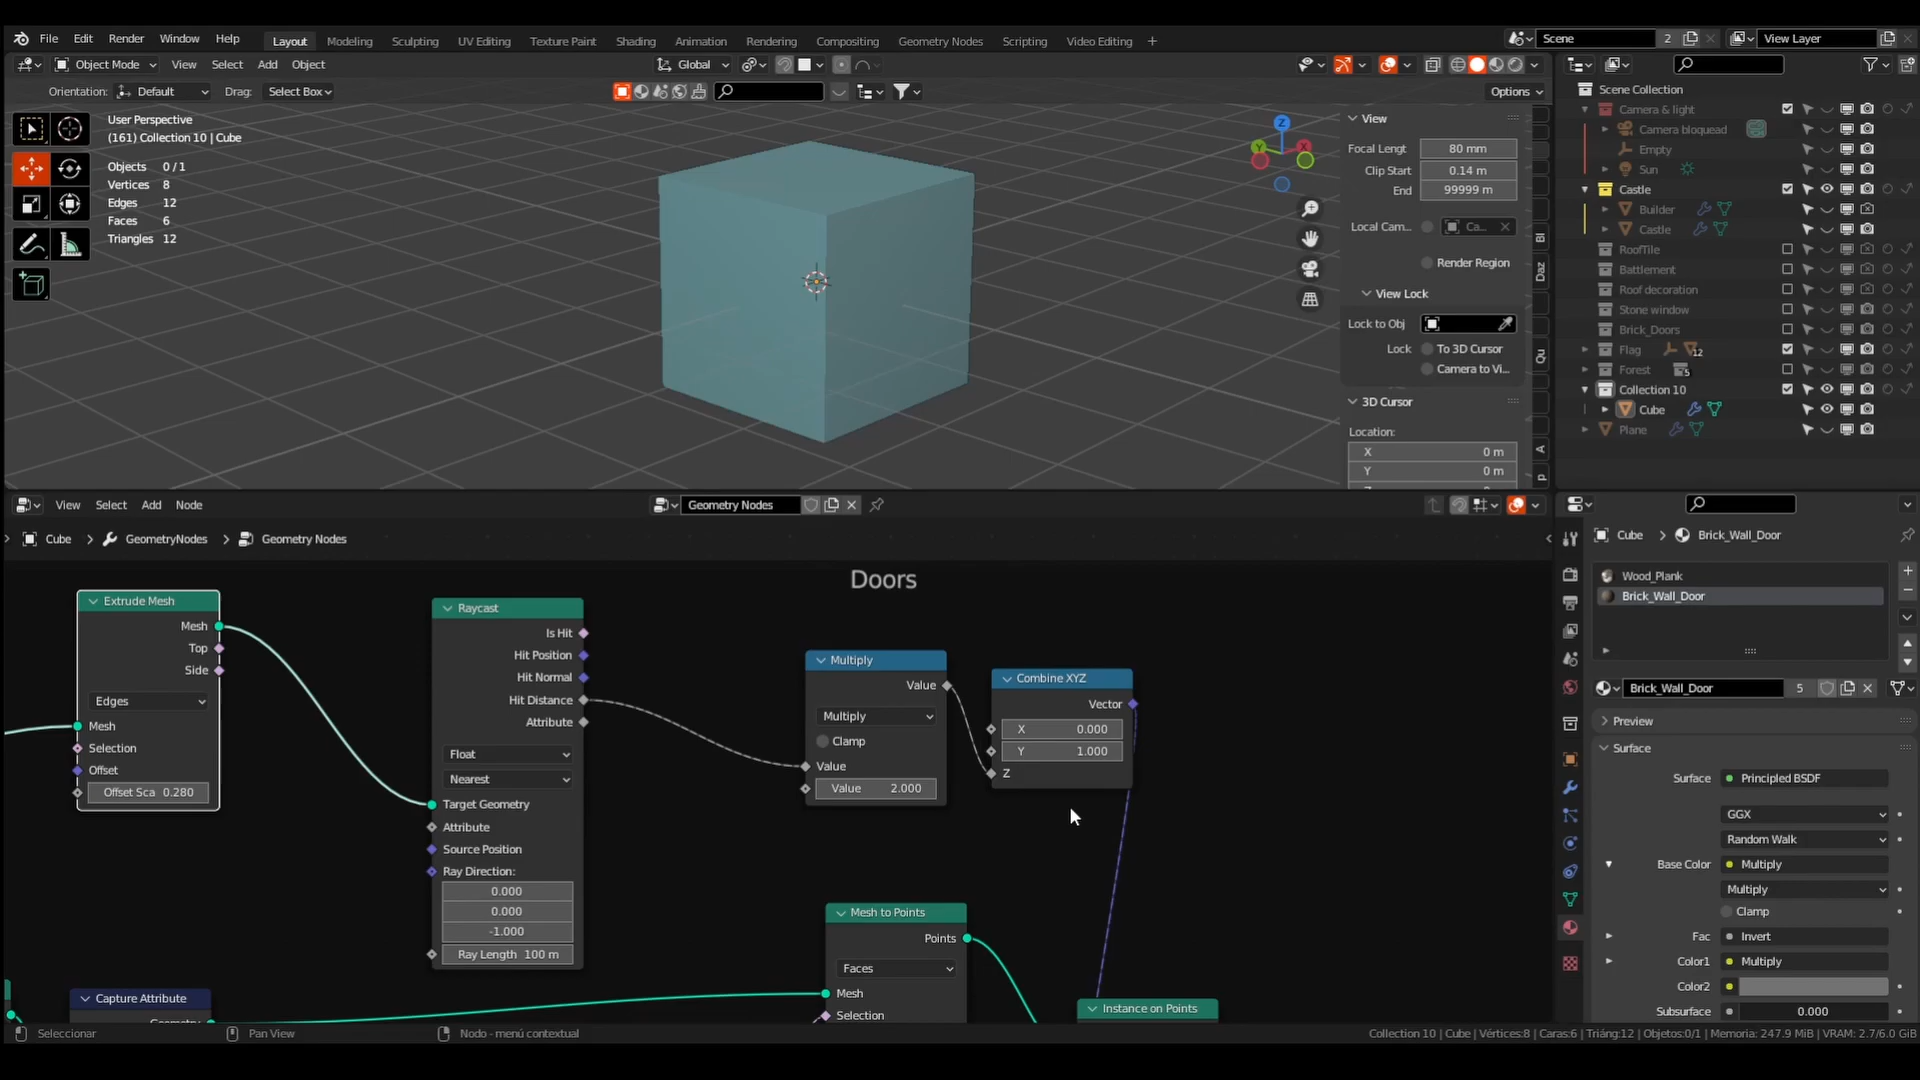 File Edit Render Window Help
Layout Modeling Sculpting UV Editing Texture Paint Shading Animation Rendering Compositing Geometry Nodes Scripting Video Editing +
Scene 2 View Layer
Object Mode View Select Add Object Global
Orientation: Default Drag: Select Box Options
User Perspective
(161) Collection 10 | Cube
Objects 0/1
Vertices 8
Edges 12
Faces 6
Triangles 12
Z
Y
X
View
Focal Lengt 80 mm
Clip Start 0.14 m
End 99999 m
Local Cam... Ca...
Render Region
View Lock
Lock to Obj
Lock To 3D Cursor
Camera to Vi...
3D Cursor
Location:
X 0 m
Y 0 m
BI
Daz
Qu
A
Scene Collection
Camera & light
Camera bloquead
Empty
Sun
Castle
Builder
Castle
RoofTile
Battlement
Roof decoration
Stone window
Brick_Doors
Flag 12
Forest 5
Collection 10
Cube
Plane
View Select Add Node Geometry Nodes
Cube > GeometryNodes > Geometry Nodes
Doors
Extrude Mesh
Mesh
Top
Side
Edges
Mesh
Selection
Offset
Offset Sca 0.280
Raycast
Is Hit
Hit Position
Hit Normal
Hit Distance
Attribute
Float
Nearest
Target Geometry
Attribute
Source Position
Ray Direction:
0.000
0.000
-1.000
Ray Length 100 m
Multiply
Value
Multiply
Clamp
Value
Value 2.000
Combine XYZ
Vector
X 0.000
Y 1.000
Z
Mesh to Points
Points
Faces
Mesh
Selection
Capture Attribute
Instance on Points
Cube > Brick_Wall_Door
Wood_Plank
Brick_Wall_Door
Brick_Wall_Door 5
Preview
Surface
Surface Principled BSDF
GGX
Random Walk
Base Color Multiply
Multiply
Clamp
Fac Invert
Color1 Multiply
Color2
Subsurface 0.000
Seleccionar Pan View Nodo - menú contextual Collection 10 | Cube | Vértices:8 | Caras:6 | Triáng:12 | Objetos:0/1 | Memoria: 247.9 MiB | VRAM: 2.7/6.0 GiB